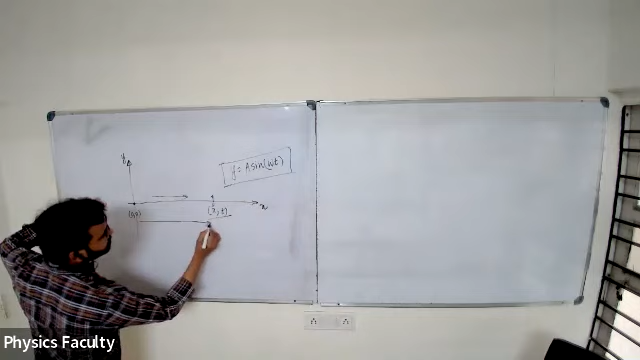 y
y = A sin(ωt)
x
(0,0)
Physics Faculty